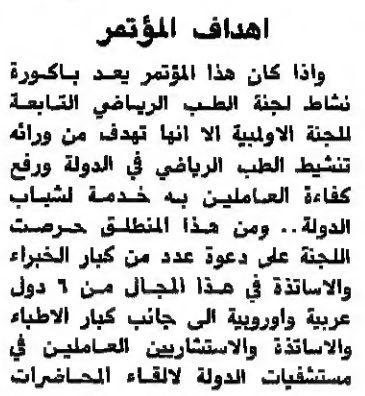 اهداف المؤتمر
واذا كان هذا المؤتمر يعد باكورة
نشاط لجنة الطب الرياضي التابعة
للجنة الاولمبية الا انها تهدف من ورائه
تنشيط الطب الرياضي في الدولة ورفع
كفاءة العاملين به خدمة لشباب
الدولة.. ومن هذا المنطلق حرصت
اللجنة على دعوة عدد من كبار الخبراء
والاساتذة في هذا المجال من ٦ دول
عربية واوروبية الى جانب كبار الاطباء
والاساتذة والاستشاريين العاملين في
مستشفيات الدولة لالقاء المحاضرات